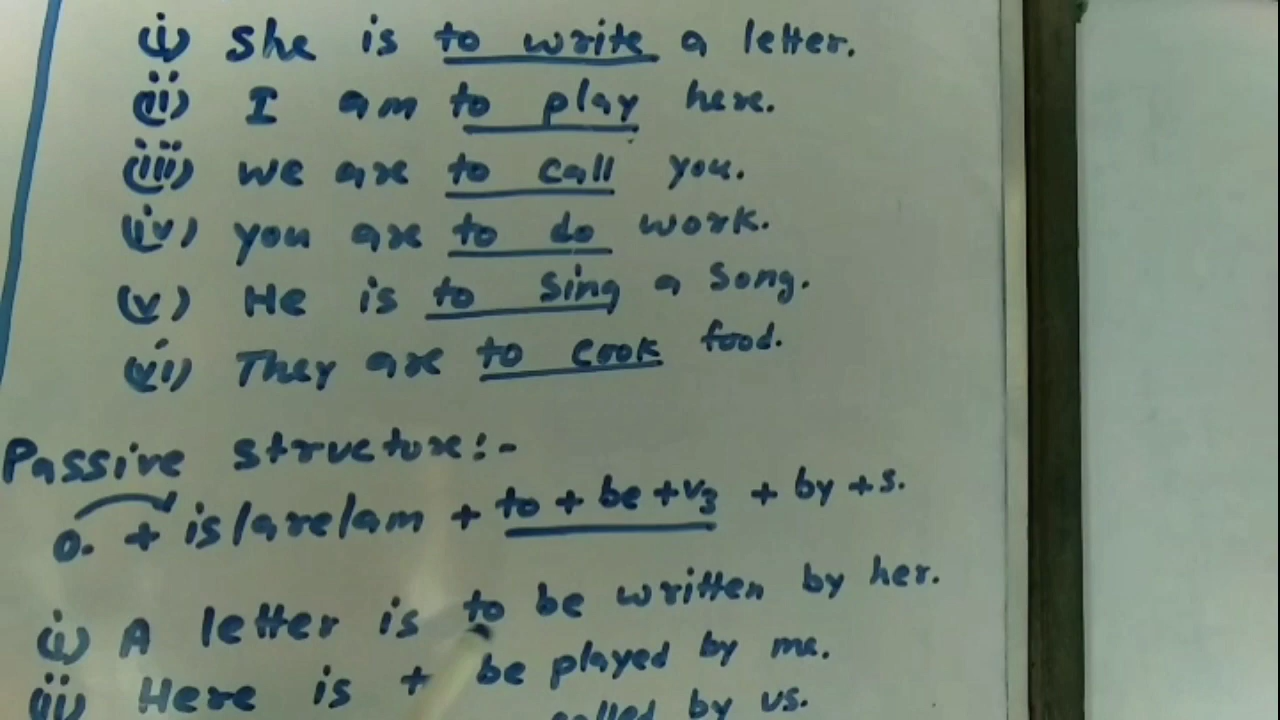 (i) She is to write a letter.
(ii) I am to play here.
(iii) We are to call you.
(iv) you are to do work.
(v) He is to sing a song.
(vi) They are to cook food.
Passive structure:-
o. + is/are/am + to + be + v3 + by + s.
(i) A letter is to be written by her.
(ii) Here is be played by me.
called by us.